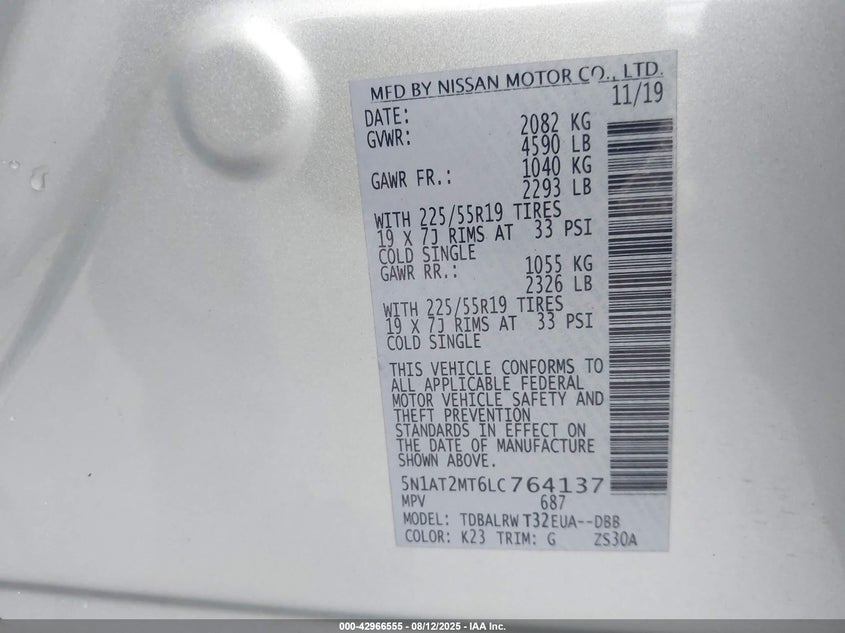 MFD BY NISSAN MOTOR CO., LTD.
DATE: 11/19
GVWR: 2082 KG
4590 LB
GAWR FR.: 1040 KG
2293 LB
WITH 225/55R19 TIRES
19 X 7J RIMS AT 33 PSI
COLD SINGLE
GAWR RR.: 1055 KG
2326 LB
WITH 225/55R19 TIRES
19 X 7J RIMS AT 33 PSI
COLD SINGLE
THIS VEHICLE CONFORMS TO
ALL APPLICABLE FEDERAL
MOTOR VEHICLE SAFETY AND
THEFT PREVENTION
STANDARDS IN EFFECT ON
THE DATE OF MANUFACTURE
SHOWN ABOVE.
5N1AT2MT6LC764137
MPV 687
MODEL: TDBALRW T32EUA--DBB
COLOR: K23 TRIM: G ZS30A
000-42966555 - 08/12/2025 - IAA Inc.